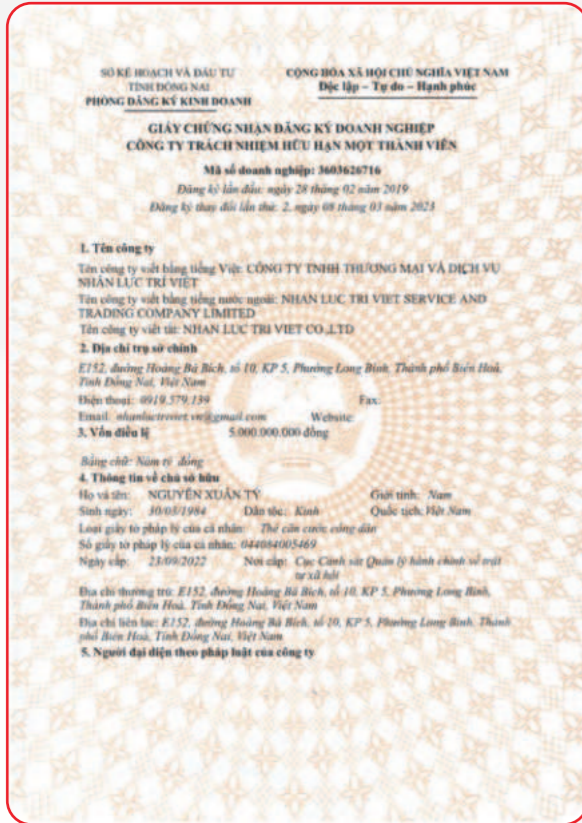 SỞ KẾ HOẠCH VÀ ĐẦU TƯ
TỈNH ĐỒNG NAI
PHÒNG ĐĂNG KÝ KINH DOANH
CỘNG HÒA XÃ HỘI CHỦ NGHĨA VIỆT NAM
Độc lập – Tự do – Hạnh phúc
GIẤY CHỨNG NHẬN ĐĂNG KÝ DOANH NGHIỆP
CÔNG TY TRÁCH NHIỆM HỮU HẠN MỘT THÀNH VIÊN
Mã số doanh nghiệp: 3603626716
Đăng ký lần đầu: ngày 28 tháng 02 năm 2019
Đăng ký thay đổi lần thứ: 2, ngày 08 tháng 03 năm 2023
1. Tên công ty
Tên công ty viết bằng tiếng Việt: CÔNG TY TNHH THƯƠNG MẠI VÀ DỊCH VỤ
NHÂN LỰC TRÍ VIỆT
Tên công ty viết bằng tiếng nước ngoài: NHAN LUC TRI VIET SERVICE AND
TRADING COMPANY LIMITED
Tên công ty viết tắt: NHAN LUC TRI VIET CO.,LTD
2. Địa chỉ trụ sở chính
E152, đường Hoàng Bá Bích, tổ 10, KP 5, Phường Long Bình, Thành phố Biên Hoà,
Tỉnh Đồng Nai, Việt Nam
Điện thoại: 0919.579.139 Fax:
Email: nhanluctriviet.vn@gmail.com Website:
3. Vốn điều lệ 5.000.000.000 đồng
Bằng chữ: Năm tỷ đồng
4. Thông tin về chủ sở hữu
Họ và tên: NGUYỄN XUÂN TÝ Giới tính: Nam
Sinh ngày: 30/05/1984 Dân tộc: Kinh Quốc tịch: Việt Nam
Loại giấy tờ pháp lý của cá nhân: Thẻ căn cước công dân
Số giấy tờ pháp lý của cá nhân: 044084005469
Ngày cấp: 23/09/2022 Nơi cấp: Cục Cảnh sát Quản lý hành chính về trật
tự xã hội
Địa chỉ thường trú: E152, đường Hoàng Bá Bích, tổ 10, KP 5, Phường Long Bình,
Thành phố Biên Hoà, Tỉnh Đồng Nai, Việt Nam
Địa chỉ liên lạc: E152, đường Hoàng Bá Bích, tổ 10, KP 5, Phường Long Bình, Thành
phố Biên Hoà, Tỉnh Đồng Nai, Việt Nam
5. Người đại diện theo pháp luật của công ty